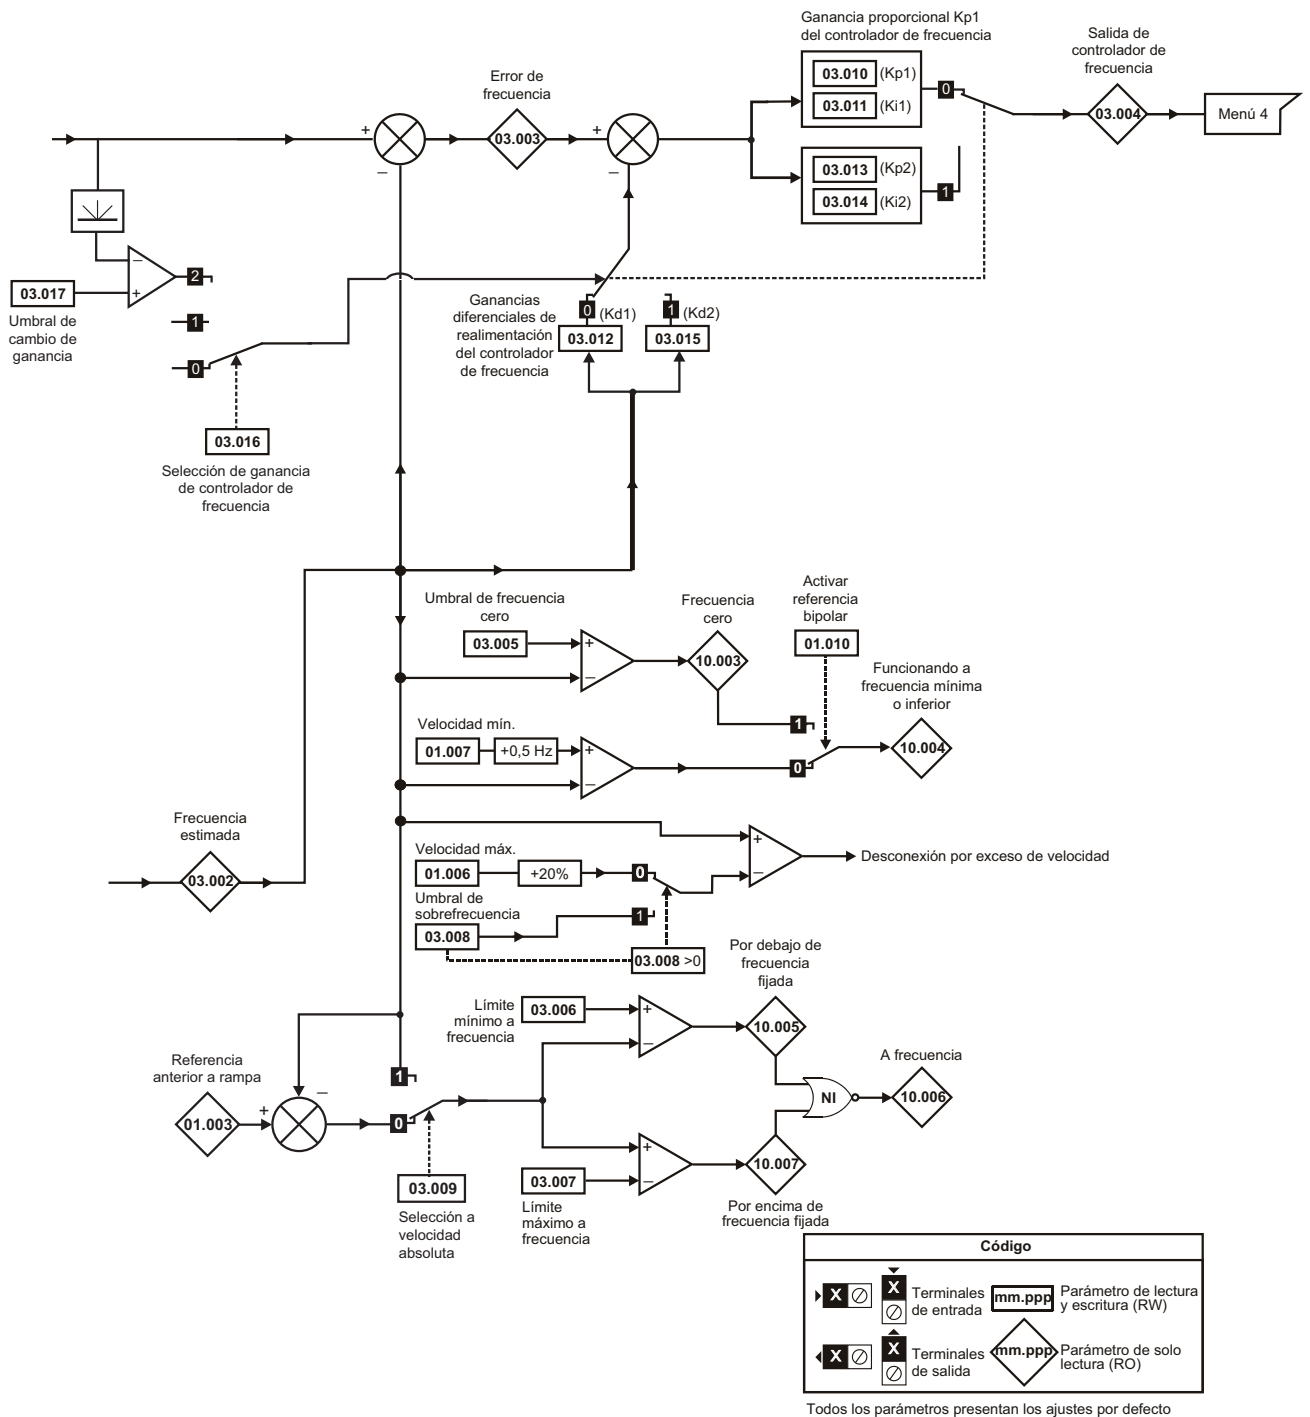 Ganancia proporcional Kp1
del controlador de frecuencia
03.010 (Kp1)
03.011 (Ki1)
0
03.013 (Kp2)
03.014 (Ki2)
1
Salida de
controlador de
frecuencia
03.004
Menú 4
Error de
frecuencia
03.003
+
−
+
−
03.017
Umbral de
cambio de
ganancia
−
+
2
1
0
03.016
Selección de ganancia
de controlador de
frecuencia
Ganancias
diferenciales de
realimentación
del controlador
de frecuencia
0 (Kd1)
03.012
1 (Kd2)
03.015
Umbral de frecuencia
cero
03.005
+
−
Frecuencia
cero
10.003
Activar
referencia
bipolar
01.010
Funcionando a
frecuencia mínima
o inferior
1
0
10.004
Velocidad mín.
01.007
+0,5 Hz
+
−
Frecuencia
estimada
03.002
Velocidad máx.
01.006
+20%
0
Umbral de
sobrefrecuencia
03.008
1
03.008 >0
+
−
Desconexión por exceso de velocidad
Límite
mínimo a
frecuencia
03.006
+
−
Por debajo de
frecuencia
fijada
10.005
Referencia
anterior a rampa
01.003
+
−
1
0
03.009
Selección a
velocidad
absoluta
03.007
Límite
máximo a
frecuencia
+
−
10.007
Por encima de
frecuencia fijada
NI
A frecuencia
10.006
Código
X
X
Terminales
de entrada
mm.ppp
Parámetro de lectura
y escritura (RW)
X
X
Terminales
de salida
mm.ppp
Parámetro de solo
lectura (RO)
Todos los parámetros presentan los ajustes por defecto